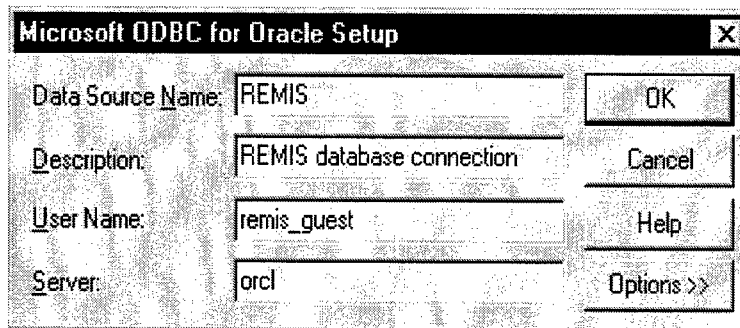 Microsoft ODBC for Oracle Setup
Data Source Name: REMIS OK
Description: REMIS database connection Cancel
User Name: remis_guest Help
Server: orcl Options >>